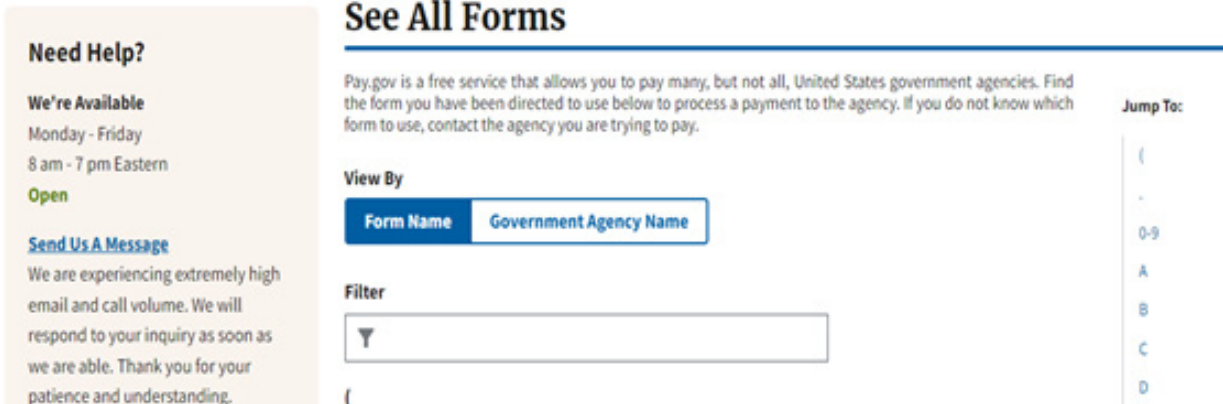 Need Help?
We're Available
Monday - Friday
8 am - 7 pm Eastern
Open
Send Us A Message
We are experiencing extremely high
email and call volume. We will
respond to your inquiry as soon as
we are able. Thank you for your
patience and understanding.
See All Forms
Pay.gov is a free service that allows you to pay many, but not all, United States government agencies. Find
the form you have been directed to use below to process a payment to the agency. If you do not know which
form to use, contact the agency you are trying to pay.
View By
Form Name Government Agency Name
Filter
(
Jump To:
(
.
0-9
A
B
C
D